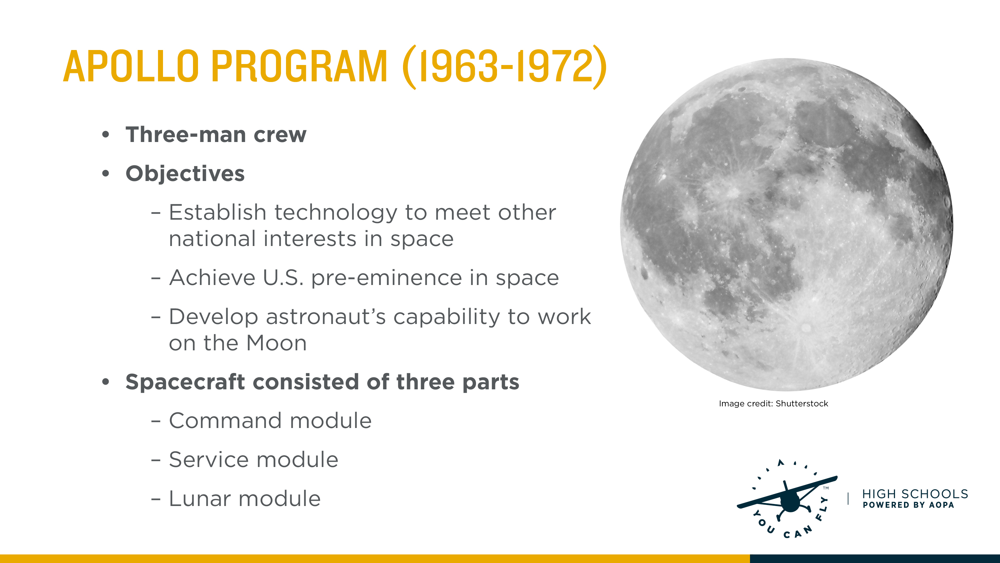 APOLLO PROGRAM (1963-1972)
• Three-man crew
• Objectives
– Establish technology to meet other
national interests in space
– Achieve U.S. pre-eminence in space
– Develop astronaut’s capability to work
on the Moon
• Spacecraft consisted of three parts
– Command module
– Service module
– Lunar module
Image credit: Shutterstock
TM
YOU CAN FLY
HIGH SCHOOLS
POWERED BY AOPA